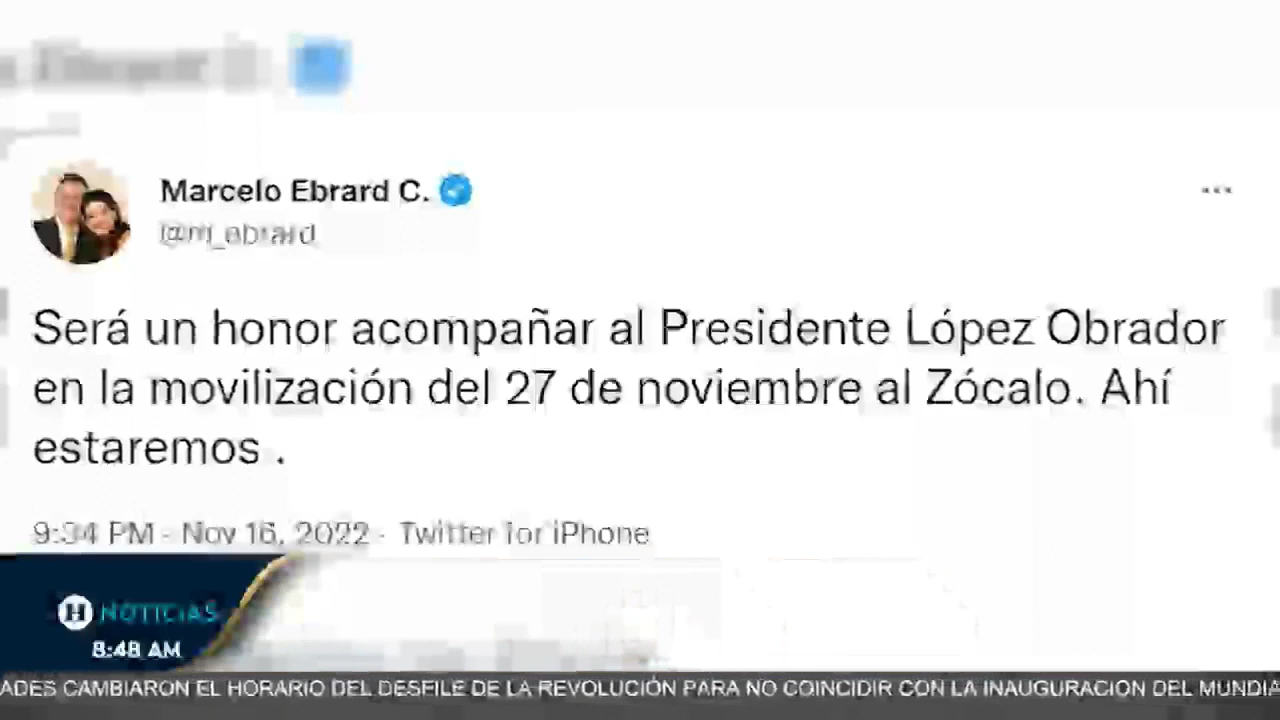 Marcelo Ebrard C.
@m_ebrard
Será un honor acompañar al Presidente López Obrador
en la movilización del 27 de noviembre al Zócalo. Ahí
estaremos .
9:34 PM · Nov 16, 2022 · Twitter for iPhone
H NOTICIAS
8:48 AM
ADES CAMBIARON EL HORARIO DEL DESFILE DE LA REVOLUCIÓN PARA NO COINCIDIR CON LA INAUGURACION DEL MUNDIA